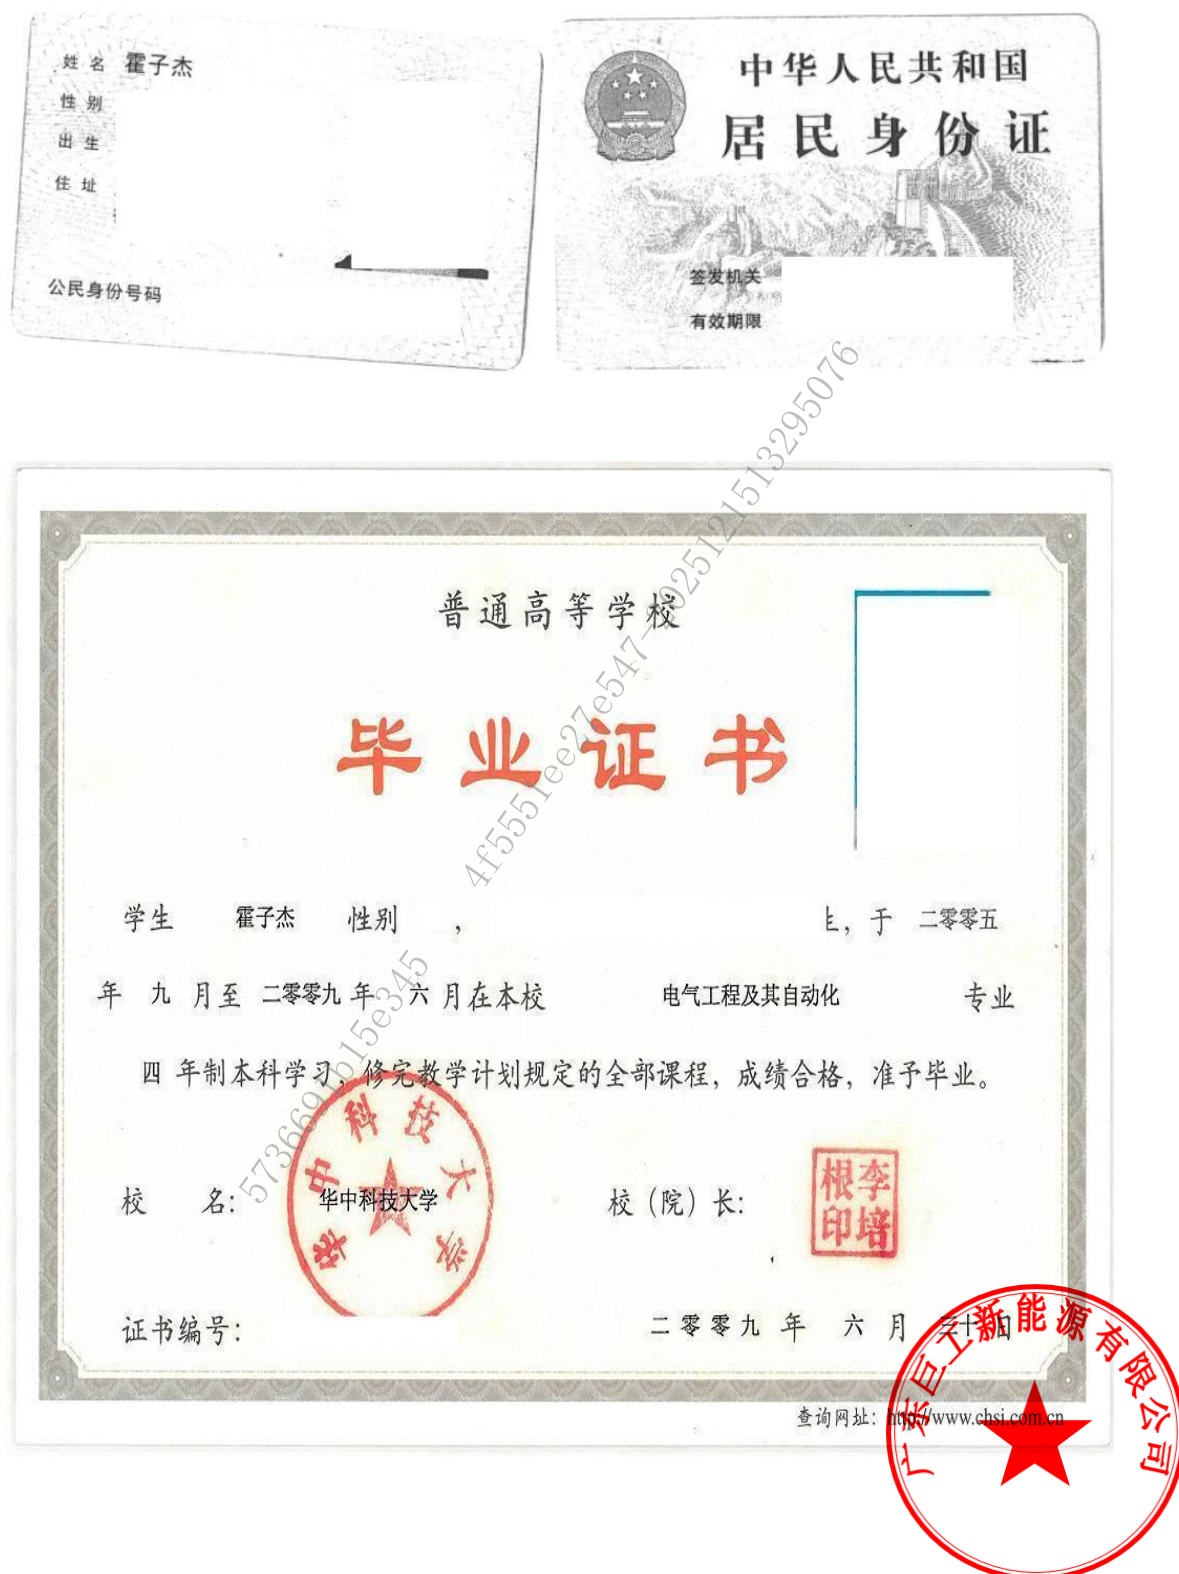 姓名 霍子杰
性别
出生
住址
公民身份号码
中华人民共和国
居民身份证
签发机关
有效期限
普通高等学校
毕业证书
学生 霍子杰 性别 ， ，于 二零零五
年 九 月至 二零零九 年 六 月在本校 电气工程及其自动化 专业
四 年制本科学习，修完教学计划规定的全部课程，成绩合格，准予毕业。
校 名： 华中科技大学 校（院）长：
华中科技大学
李培根印
证书编号：
二零零九 年 六 月 三十 日
查询网址：http://www.chsi.com.cn
广东巨工新能源有限公司